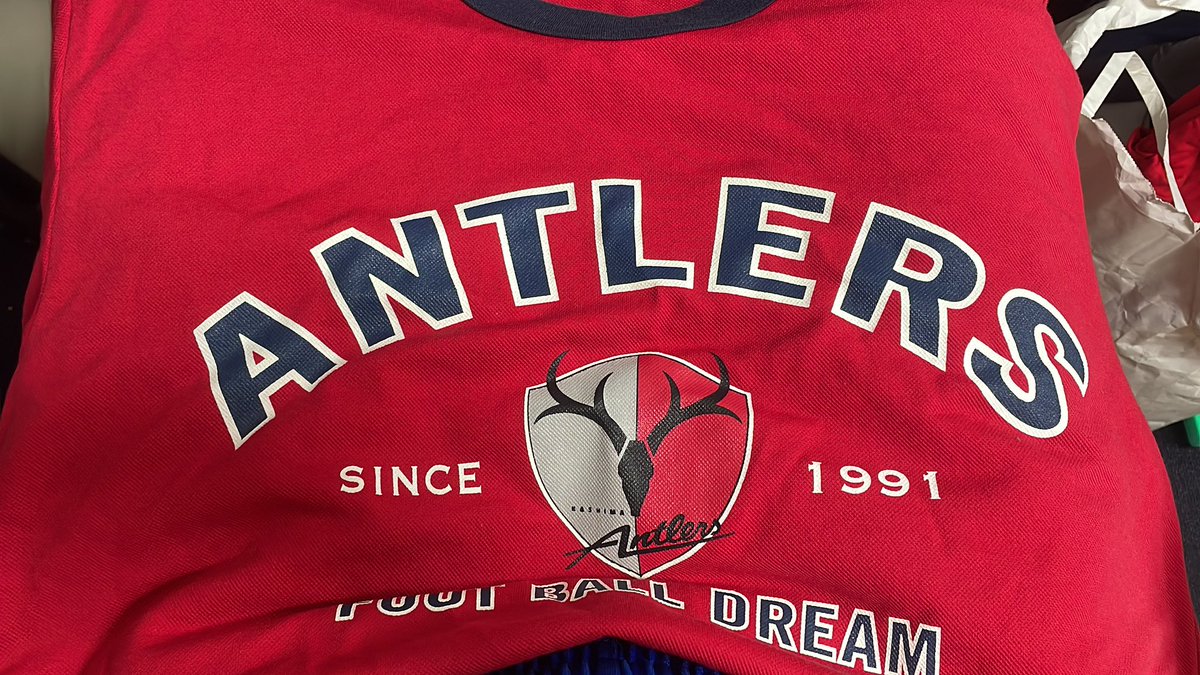 ANTLERS
SINCE 1991
KASHIMA
Antlers
FOOT BALL DREAM